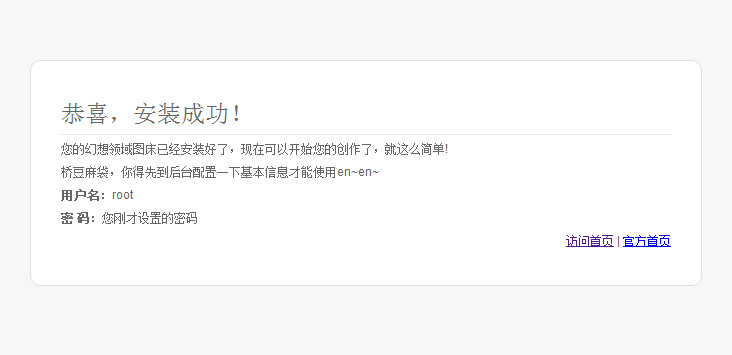 恭喜，安装成功！
您的幻想领域图床已经安装好了，现在可以开始您的创作了，就这么简单!
桥豆麻袋，你得先到后台配置一下基本信息才能使用en~en~
用户名：root
密 码：您刚才设置的密码
访问首页 | 官方首页